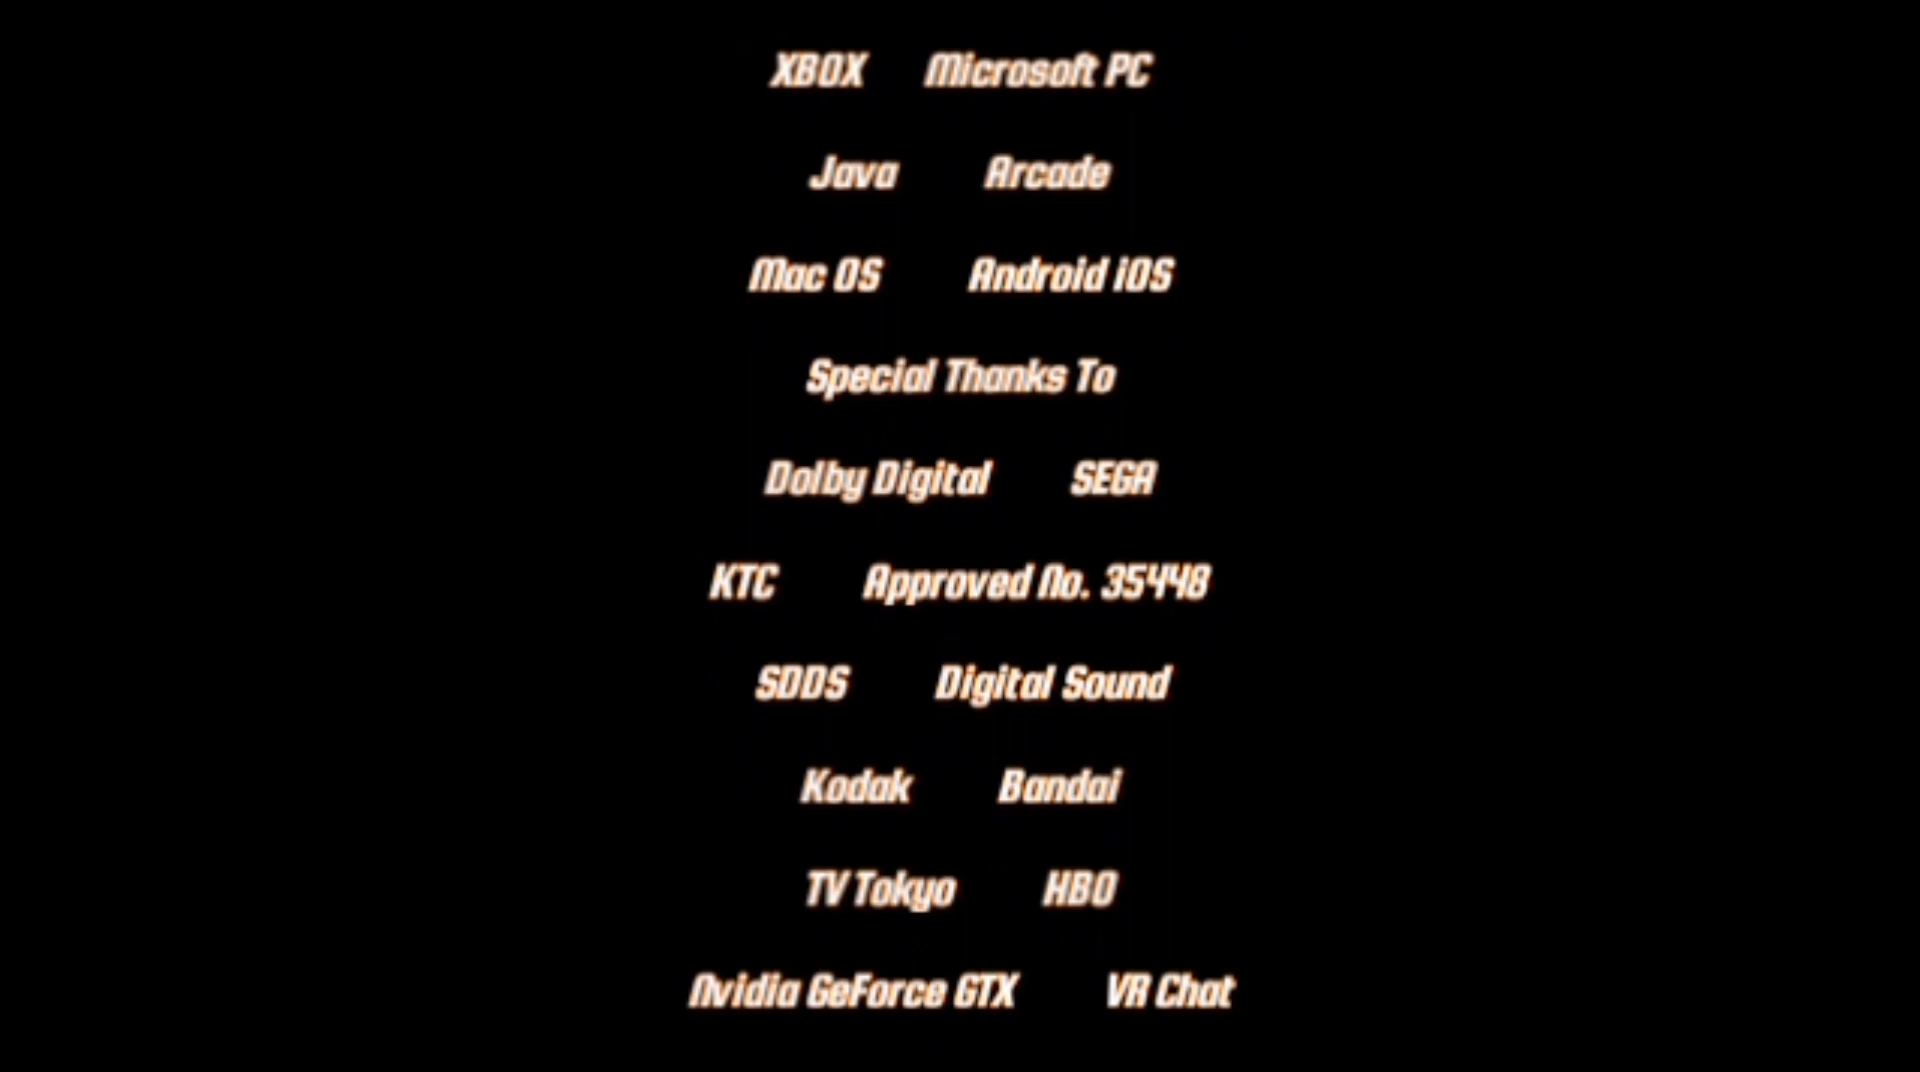 XBOX Microsoft PC
Java Arcade
Mac OS Android iOS
Special Thanks To
Dolby Digital SEGA
KTC Approved No. 35448
SDDS Digital Sound
Kodak Bandai
TV Tokyo HBO
Nvidia GeForce GTX VR Chat